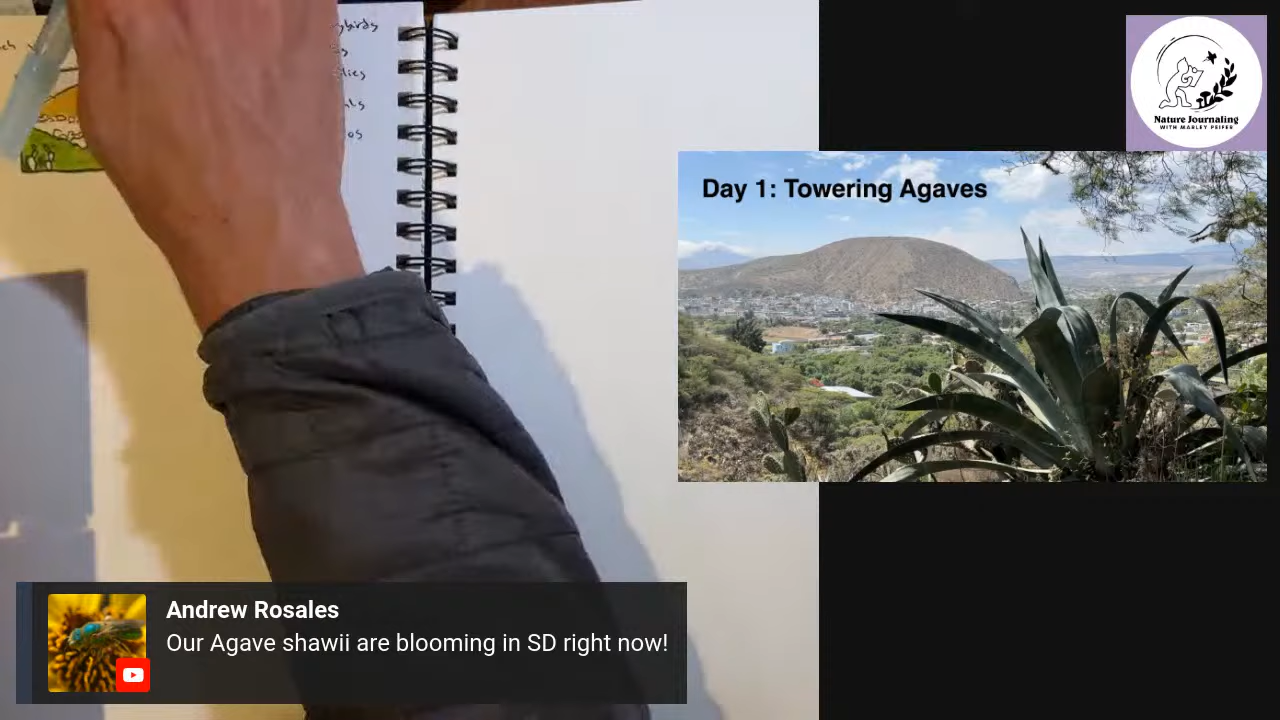 Nature Journaling
WITH MARLEY PEIFER
Day 1: Towering Agaves
Andrew Rosales
Our Agave shawii are blooming in SD right now!